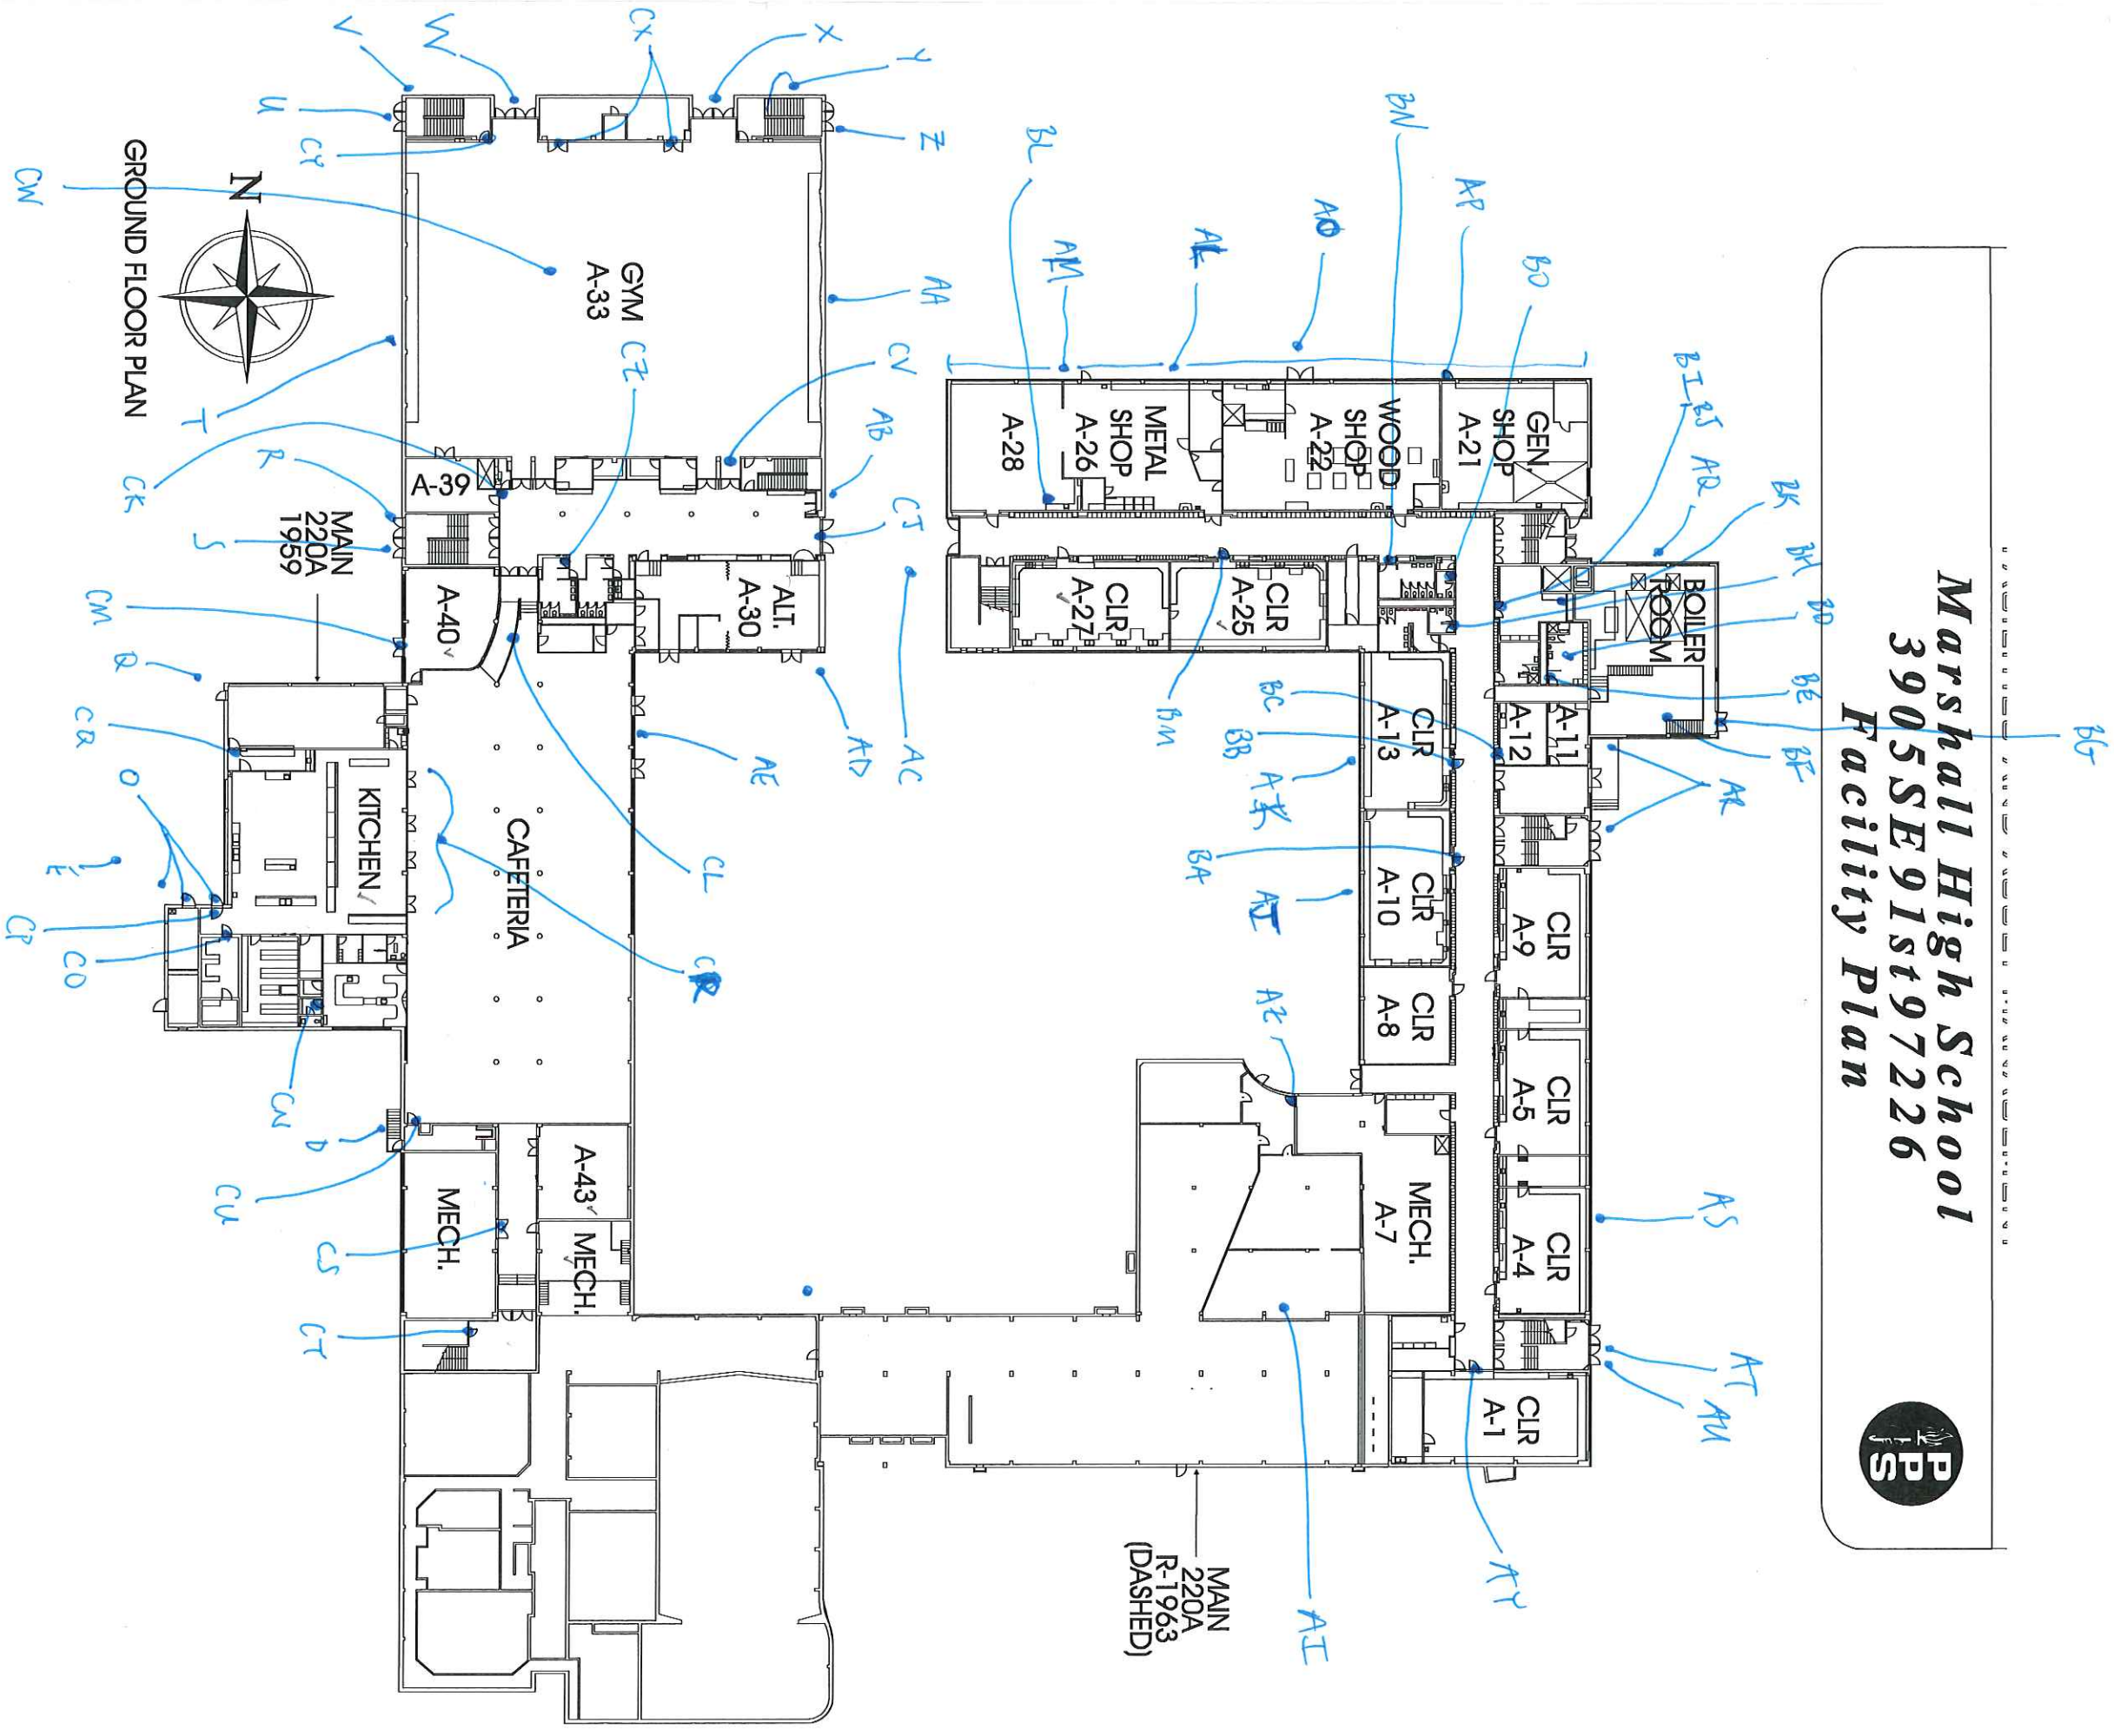 Marshall High School
3905SE91st97226
Facility Plan
PPS
BG
BOILER
ROOM
BF
BE
BD
BH
BK
AQ
BI, BJ
AR
AS
AT
AU
GEN.
SHOP
A-21
WOOD
SHOP
A-22
METAL
SHOP
A-26
A-28
A-11
A-12
CLR
A-9
CLR
A-5
CLR
A-4
CLR
A-1
AP
BO
BN
AO
AL
AM
BL
CLR
A-25
CLR
A-27
CLR
A-13
CLR
A-10
CLR
A-8
MECH.
A-7
BC
BB
AK
BA
AJ
AZ
BM
AY
AI
MAIN
220A
R-1963
(DASHED)
Y
X
CX
W
V
U
CY
Z
AA
CV
AB
CJ
AC
AD
AE
GYM
A-33
CZ
ALT.
A-30
A-39
A-40
CL
CAFETERIA
CR
KITCHEN
A-43
MECH.
MECH.
CW
N
GROUND FLOOR PLAN
T
CK
R
S
MAIN
220A
1959
CM
Q
CQ
O
E
CP
CO
CN
D
CU
CS
CT